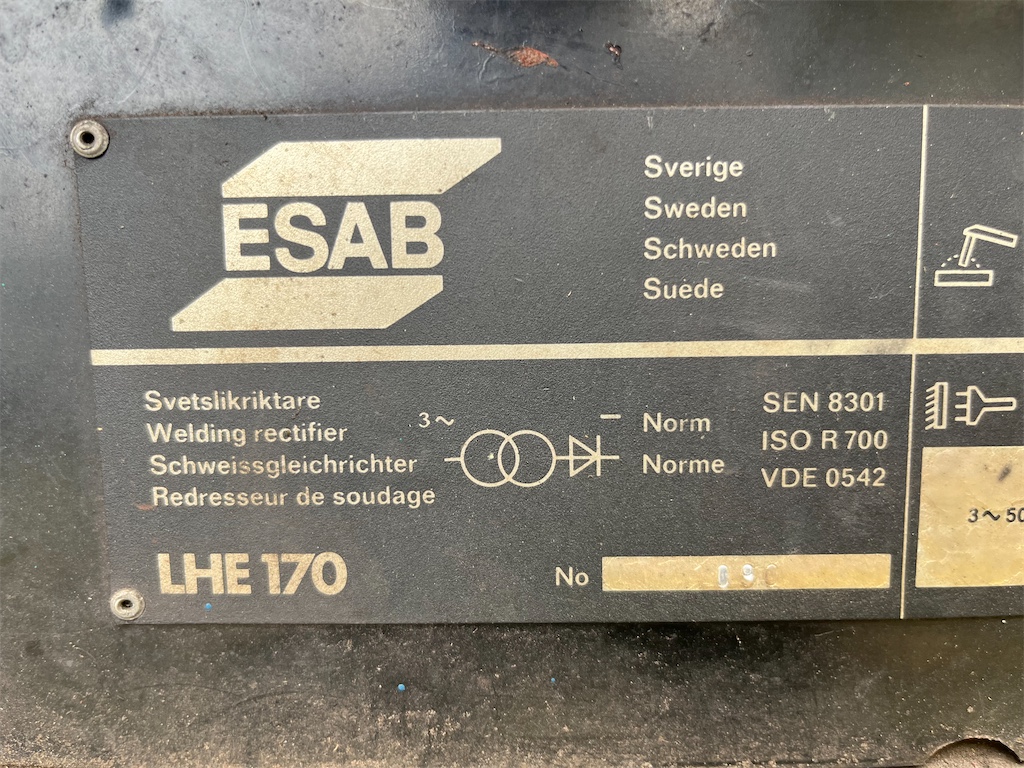 ESAB
Sverige
Sweden
Schweden
Suède
Svetslikriktare
Welding rectifier
Schweissgleichrichter
Redresseur de soudage
3~
Norm
Norme
SEN 8301
ISO R 700
VDE 0542
LHE 170
No
3~50